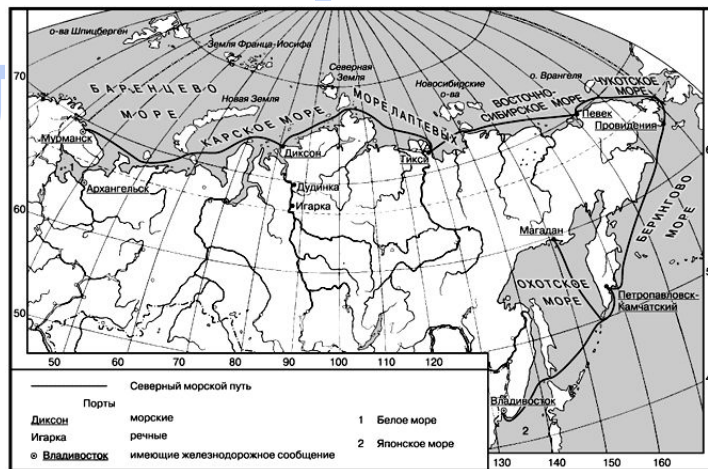 о-ва Шпицберген
Земля Франца-Иосифа
Северная
Земля
Новосибирские
о-ва
о. Врангеля
ЧУКОТСКОЕ
МОРЕ
ВОСТОЧНО-
СИБИРСКОЕ МОРЕ
БАРЕНЦЕВО
МОРЕ
Новая Земля
КАРСКОЕ МОРЕ
МОРЕ ЛАПТЕВЫХ
70
60
50
Мурманск
Архангельск
Диксон
Дудинка
Игарка
Тикси
Певек
Провидения
БЕРИНГОВО
МОРЕ
Магадан
ОХОТСКОЕ
МОРЕ
Петропавловск-
Камчатский
Владивосток
2
5
4
50 60 70 80 90 100 110 120
130 140 150 160
Северный морской путь
Порты
Диксон морские
Игарка речные
Владивосток имеющие железнодорожное сообщение
1 Белое море
2 Японское море